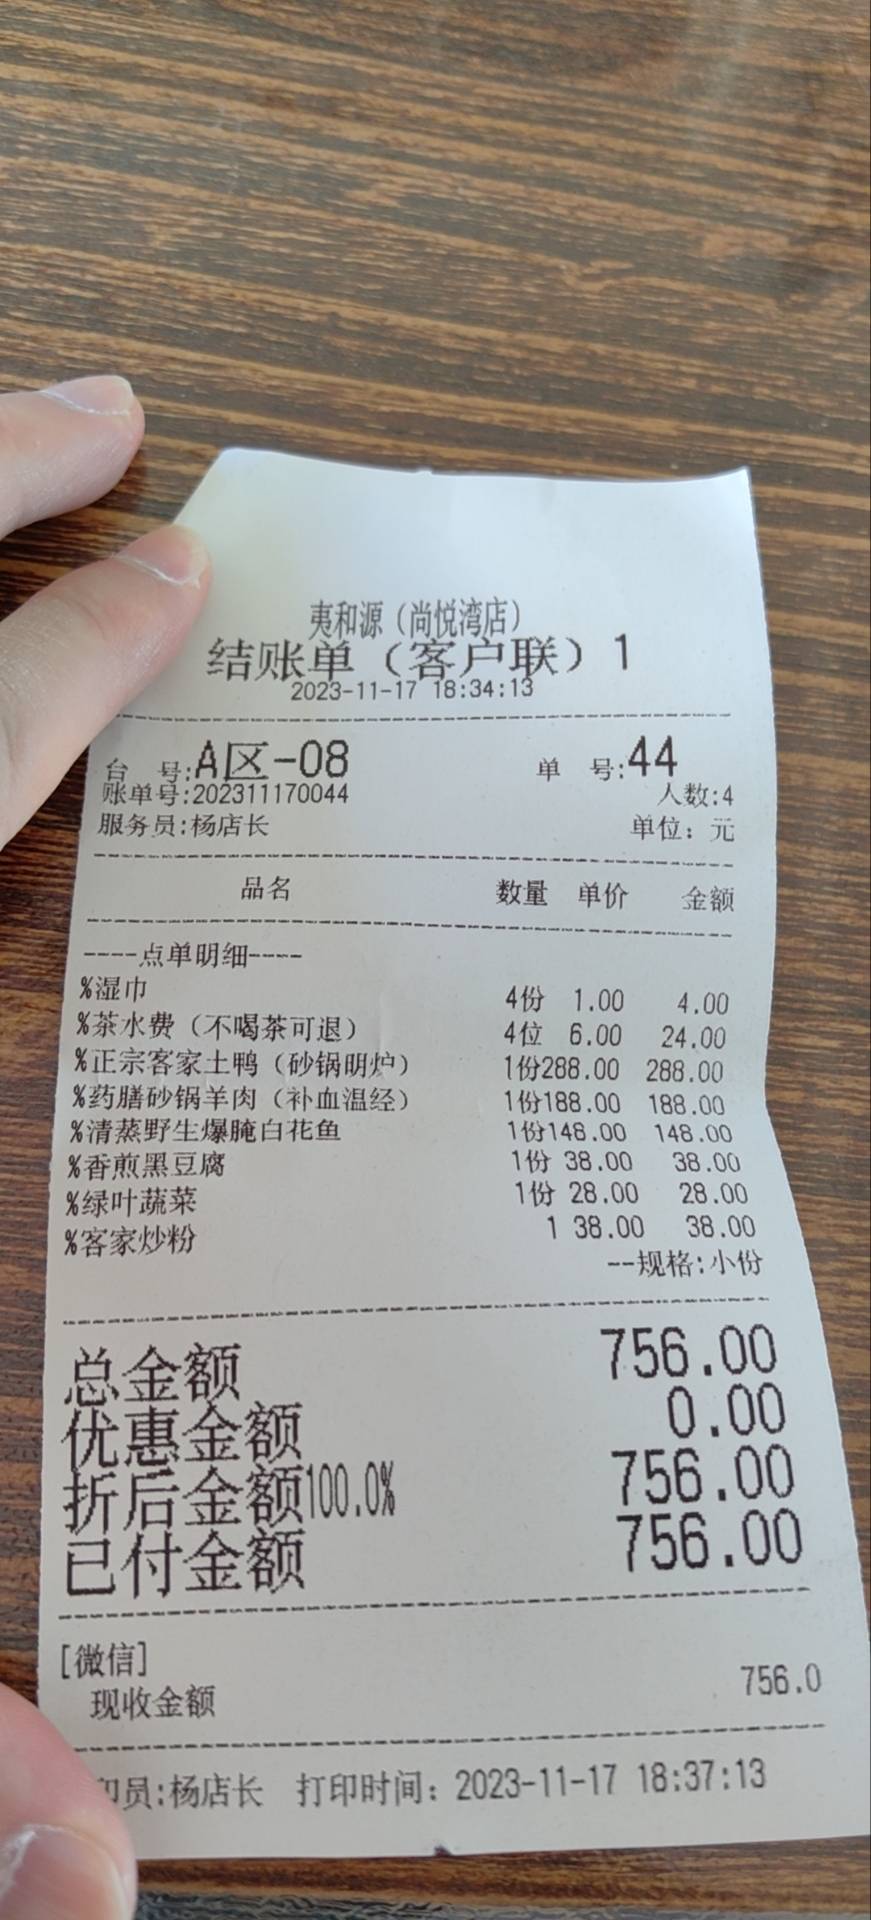 夷和源（尚悦湾店）
结账单（客户联）1
2023-11-17 18:34:13
台 号:A区-08 单 号:44
账单号:202311170044 人数:4
服务员:杨店长 单位：元
品名 数量 单价 金额
----点单明细----
%湿巾 4份 1.00 4.00
%茶水费（不喝茶可退） 4位 6.00 24.00
%正宗客家土鸭（砂锅明炉） 1份288.00 288.00
%药膳砂锅羊肉（补血温经） 1份188.00 188.00
%清蒸野生爆腌白花鱼 1份148.00 148.00
%香煎黑豆腐 1份 38.00 38.00
%绿叶蔬菜 1份 28.00 28.00
%客家炒粉 1 38.00 38.00
--规格:小份
总金额 756.00
优惠金额 0.00
折后金额100.0% 756.00
已付金额 756.00
[微信]
现收金额 756.0
印员:杨店长 打印时间：2023-11-17 18:37:13